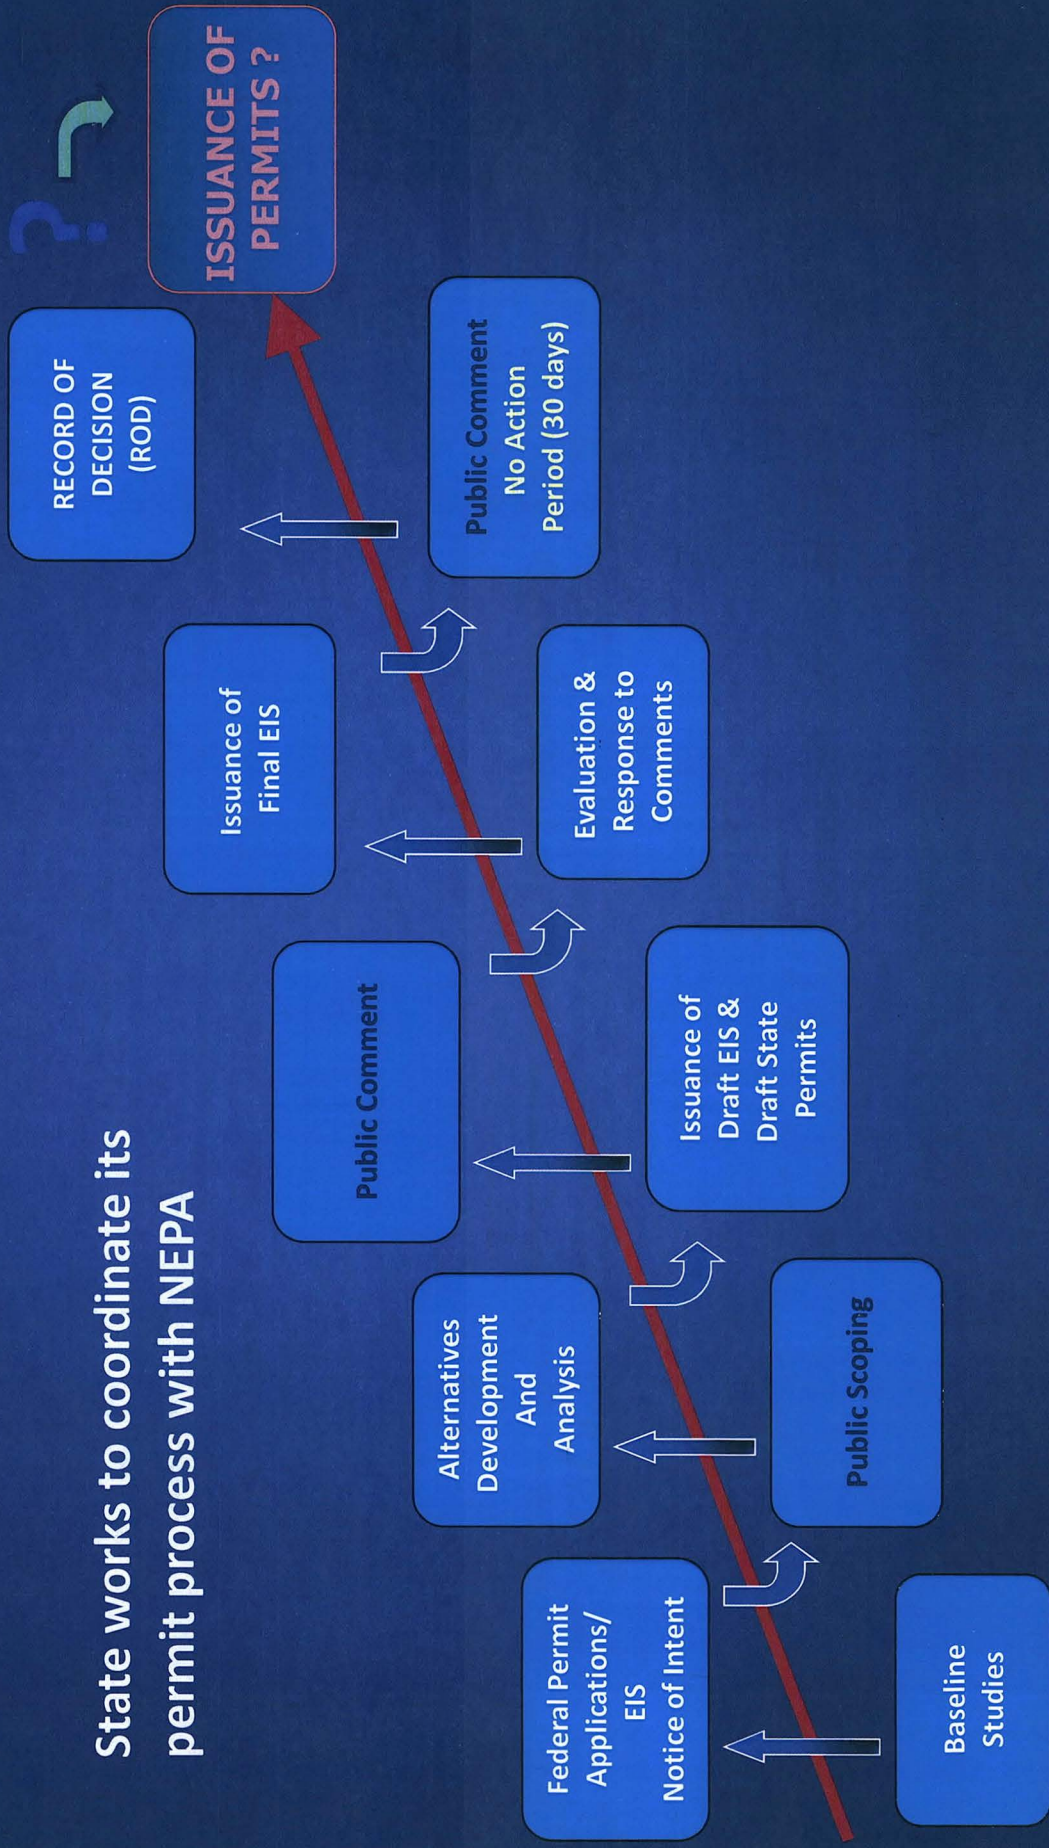 State works to coordinate its
permit process with NEPA
Baseline
Studies
Federal Permit
Applications/
EIS
Notice of Intent
Public Scoping
Alternatives
Development
And
Analysis
Issuance of
Draft EIS &
Draft State
Permits
Public Comment
Evaluation &
Response to
Comments
Issuance of
Final EIS
Public Comment
No Action
Period (30 days)
RECORD OF
DECISION
(ROD)
?
ISSUANCE OF
PERMITS ?